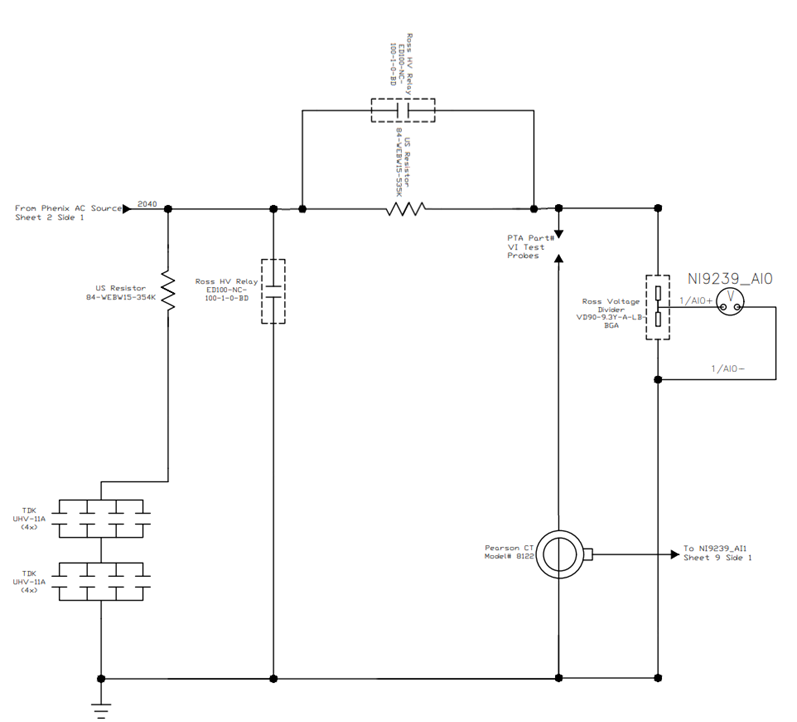 Ross HV Relay
ED100-NC-
100-1-0-BD
US Resistor
84-WEBW15-535K
From Phenix AC Source
Sheet 2 Side 1
2040
PTA Part#
VI Test
Probes
US Resistor
84-WEBW15-354K
Ross HV Relay
ED100-NC-
100-1-0-BD
NI9239_AI0
V
1/AI0+
Ross Voltage
Divider
VD90-9.3Y-A-LB-
BGA
1/AI0-
TDK
UHV-11A
(4x)
Pearson CT
Model# 8122
To NI9239_AI1
Sheet 9 Side 1
TDK
UHV-11A
(4x)